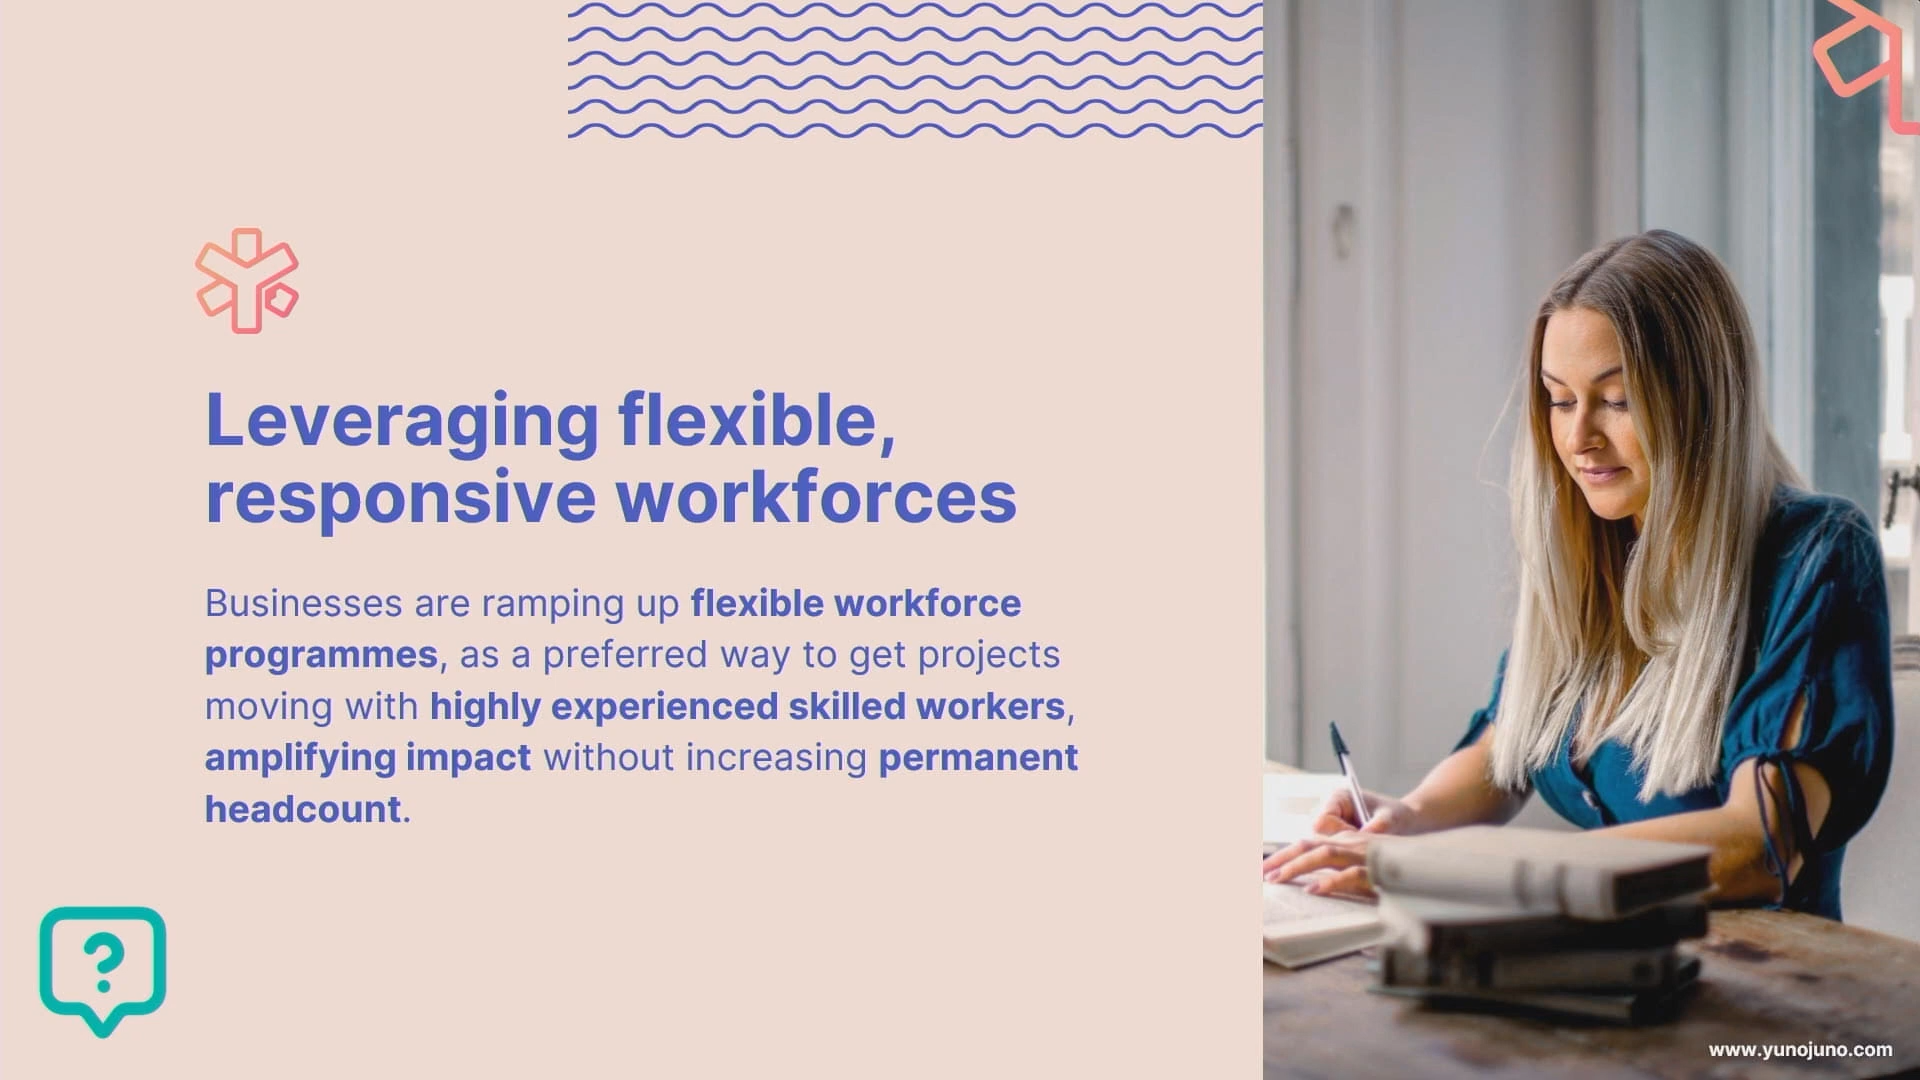 Leveraging flexible,
responsive workforces
Businesses are ramping up flexible workforce
programmes, as a preferred way to get projects
moving with highly experienced skilled workers,
amplifying impact without increasing permanent
headcount.
?
www.yunojuno.com